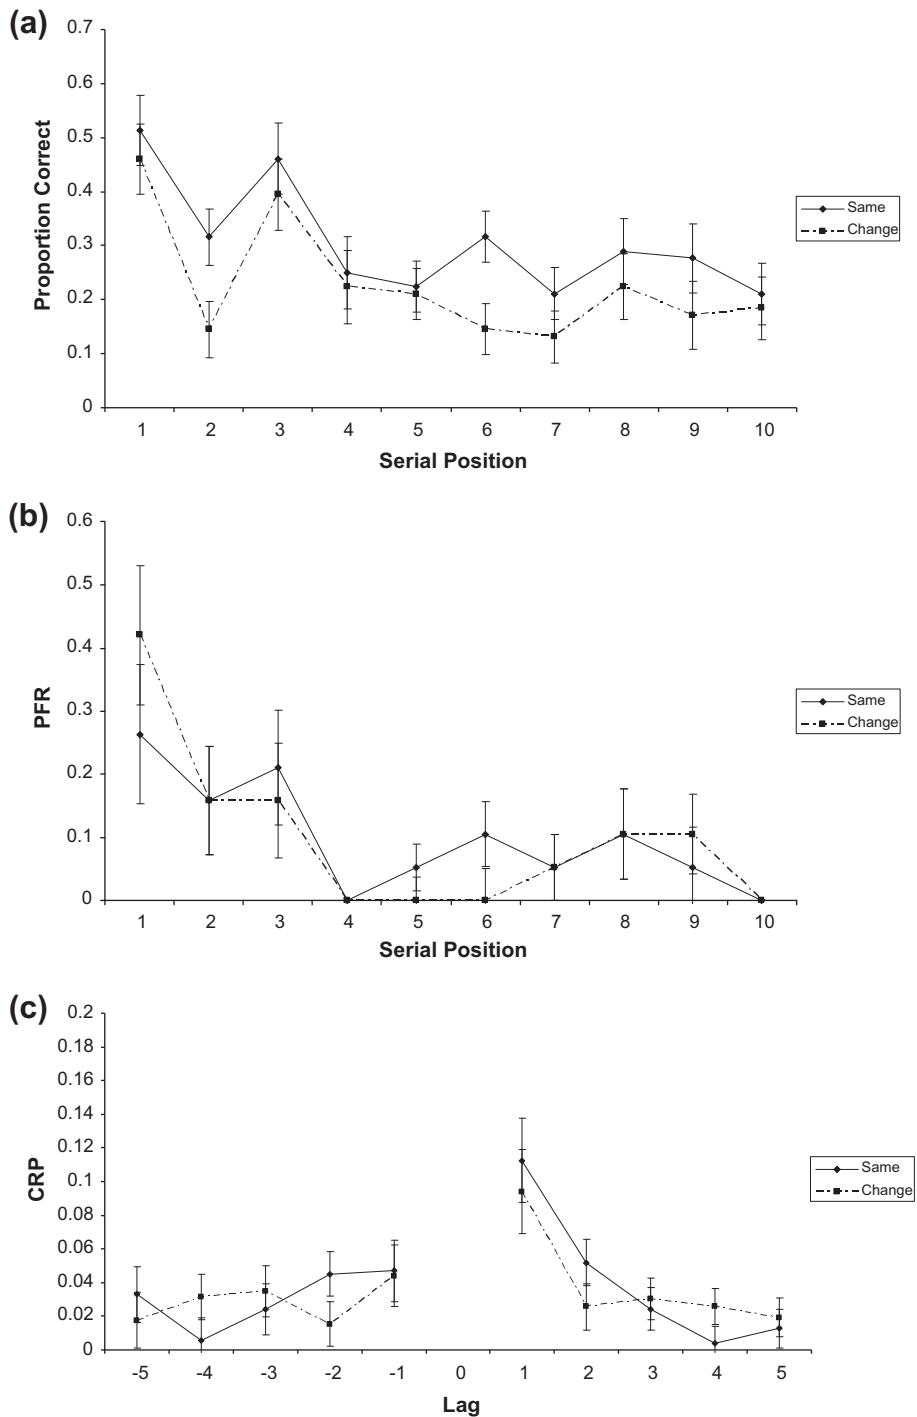 (a)
0.7
0.6
0.5
0.4
0.3
0.2
0.1
0
Proportion Correct
1 2 3 4 5 6 7 8 9 10
Serial Position
Same
Change
(b)
0.6
0.5
0.4
0.3
0.2
0.1
0
PFR
1 2 3 4 5 6 7 8 9 10
Serial Position
Same
Change
(c)
0.2
0.18
0.16
0.14
0.12
0.1
0.08
0.06
0.04
0.02
0
CRP
-5 -4 -3 -2 -1 0 1 2 3 4 5
Lag
Same
Change